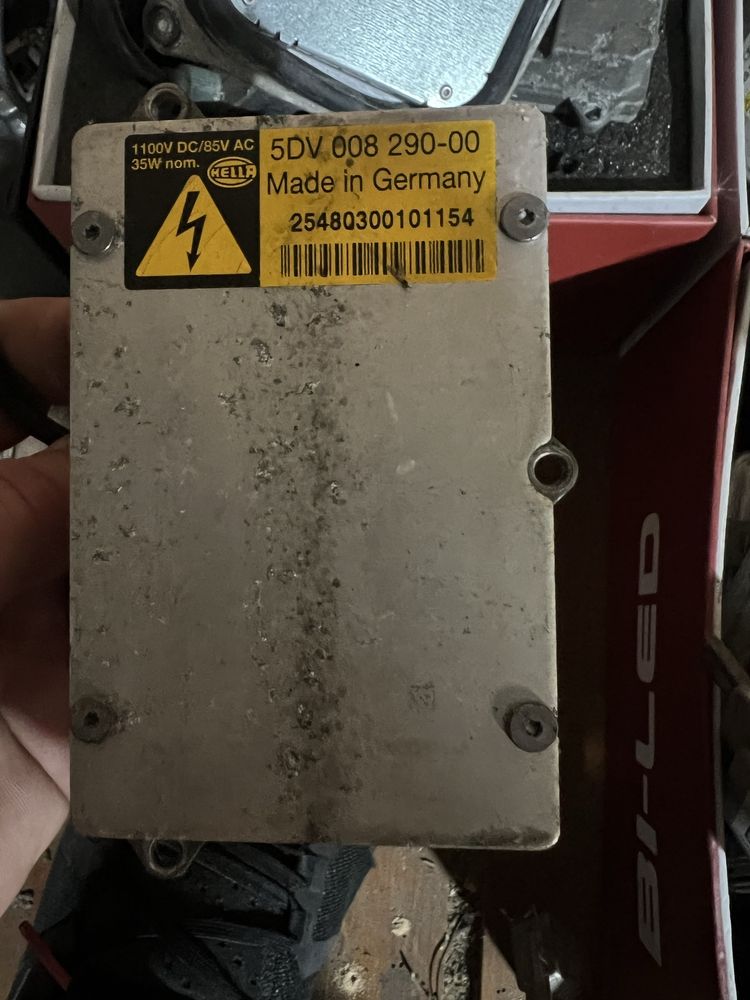 1100V DC/85V AC
35W nom.
HELLA
5DV 008 290-00
Made in Germany
25480300101154
BI-LED